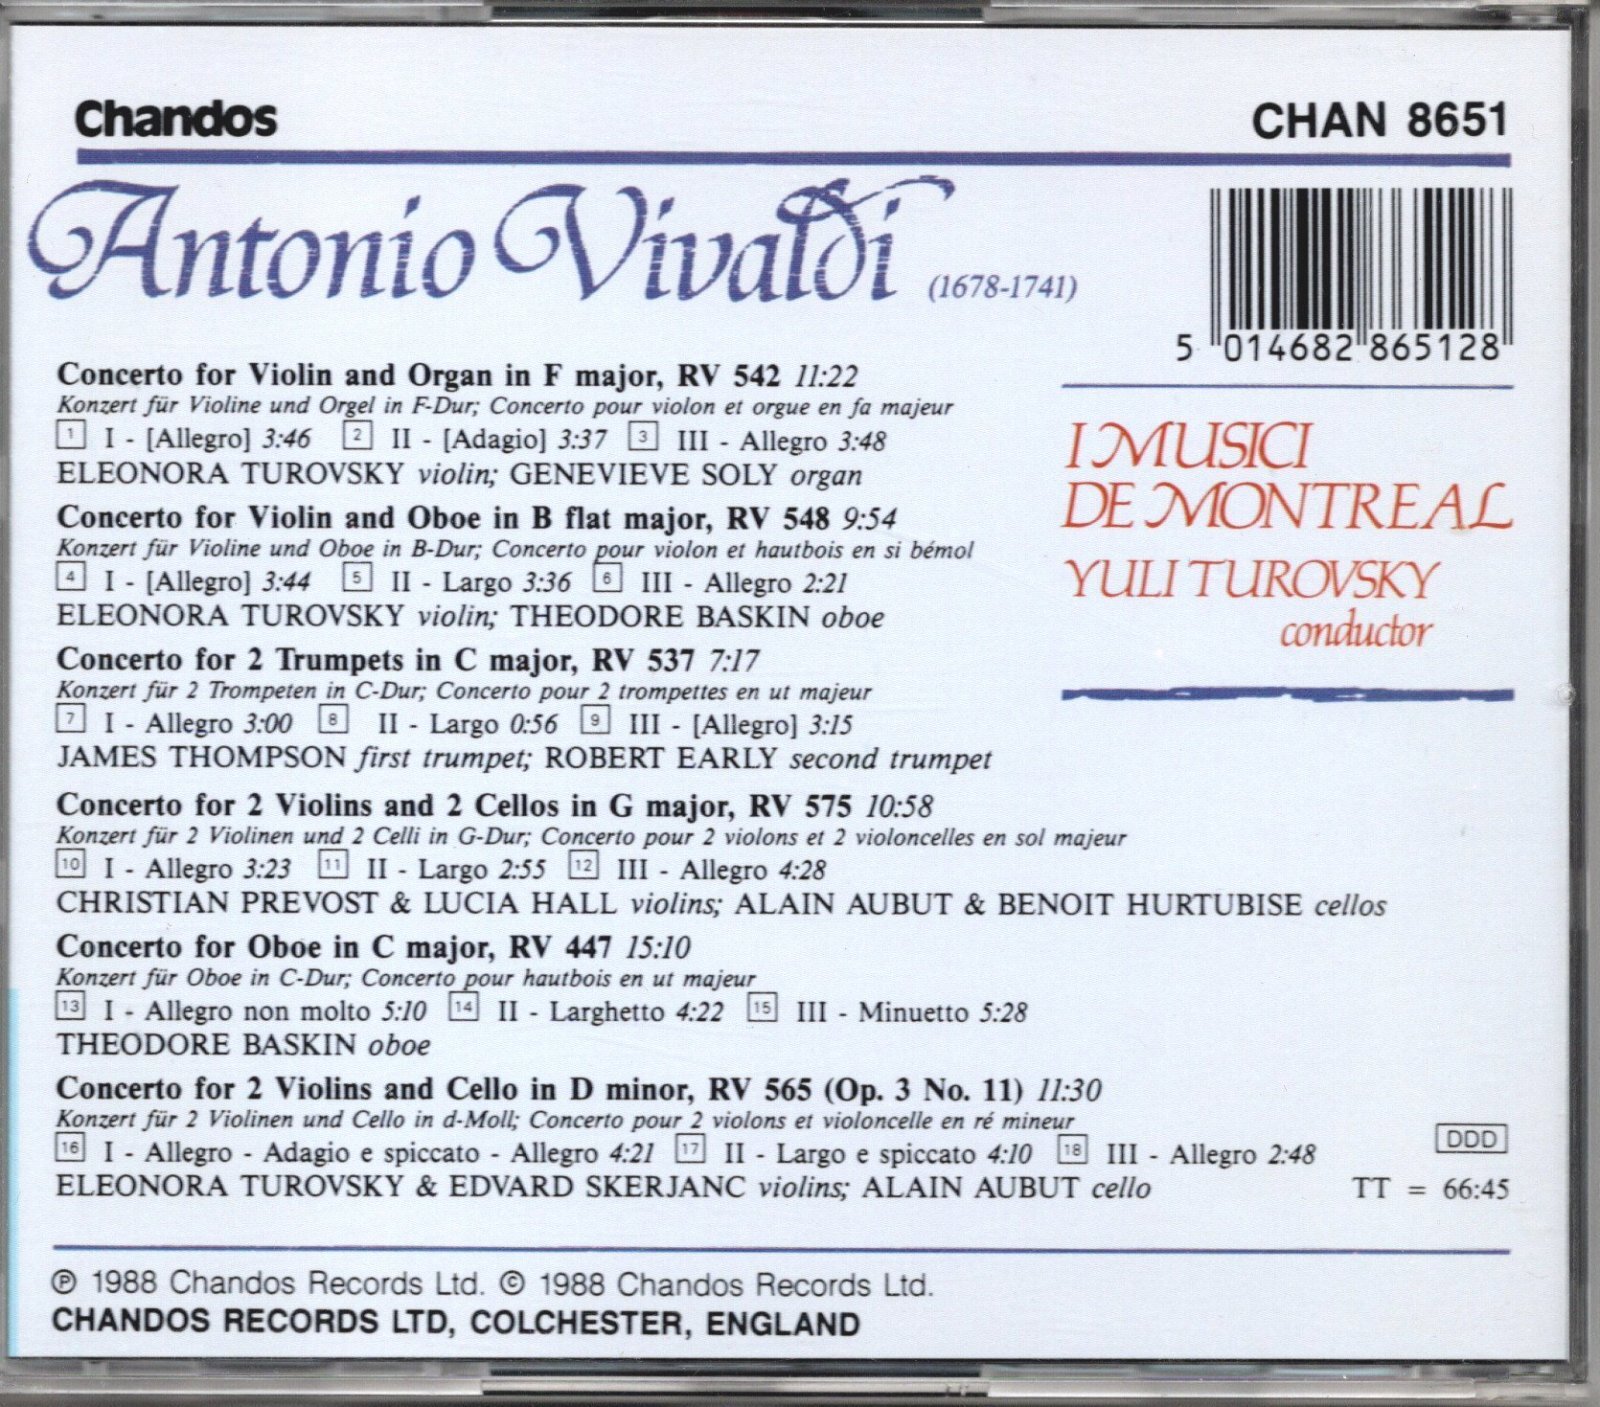 Chandos
CHAN 8651
Antonio Vivaldi (1678-1741)
5 014682 865128
I MUSICI
DE MONTREAL
YULI TUROVSKY
conductor
Concerto for Violin and Organ in F major, RV 542 11:22
Konzert für Violine und Orgel in F-Dur; Concerto pour violon et orgue en fa majeur
1 I - [Allegro] 3:46 2 II - [Adagio] 3:37 3 III - Allegro 3:48
ELEONORA TUROVSKY violin; GENEVIEVE SOLY organ
Concerto for Violin and Oboe in B flat major, RV 548 9:54
Konzert für Violine und Oboe in B-Dur; Concerto pour violon et hautbois en si bémol
4 I - [Allegro] 3:44 5 II - Largo 3:36 6 III - Allegro 2:21
ELEONORA TUROVSKY violin; THEODORE BASKIN oboe
Concerto for 2 Trumpets in C major, RV 537 7:17
Konzert für 2 Trompeten in C-Dur; Concerto pour 2 trompettes en ut majeur
7 I - Allegro 3:00 8 II - Largo 0:56 9 III - [Allegro] 3:15
JAMES THOMPSON first trumpet; ROBERT EARLY second trumpet
Concerto for 2 Violins and 2 Cellos in G major, RV 575 10:58
Konzert für 2 Violinen und 2 Celli in G-Dur; Concerto pour 2 violons et 2 violoncelles en sol majeur
10 I - Allegro 3:23 11 II - Largo 2:55 12 III - Allegro 4:28
CHRISTIAN PREVOST & LUCIA HALL violins; ALAIN AUBUT & BENOIT HURTUBISE cellos
Concerto for Oboe in C major, RV 447 15:10
Konzert für Oboe in C-Dur; Concerto pour hautbois en ut majeur
13 I - Allegro non molto 5:10 14 II - Larghetto 4:22 15 III - Minuetto 5:28
THEODORE BASKIN oboe
Concerto for 2 Violins and Cello in D minor, RV 565 (Op. 3 No. 11) 11:30
Konzert für 2 Violinen und Cello in d-Moll; Concerto pour 2 violons et violoncelle en ré mineur
16 I - Allegro - Adagio e spiccato - Allegro 4:21 17 II - Largo e spiccato 4:10 18 III - Allegro 2:48
DDD
ELEONORA TUROVSKY & EDVARD SKERJANC violins; ALAIN AUBUT cello
TT = 66:45
℗ 1988 Chandos Records Ltd. © 1988 Chandos Records Ltd.
CHANDOS RECORDS LTD, COLCHESTER, ENGLAND